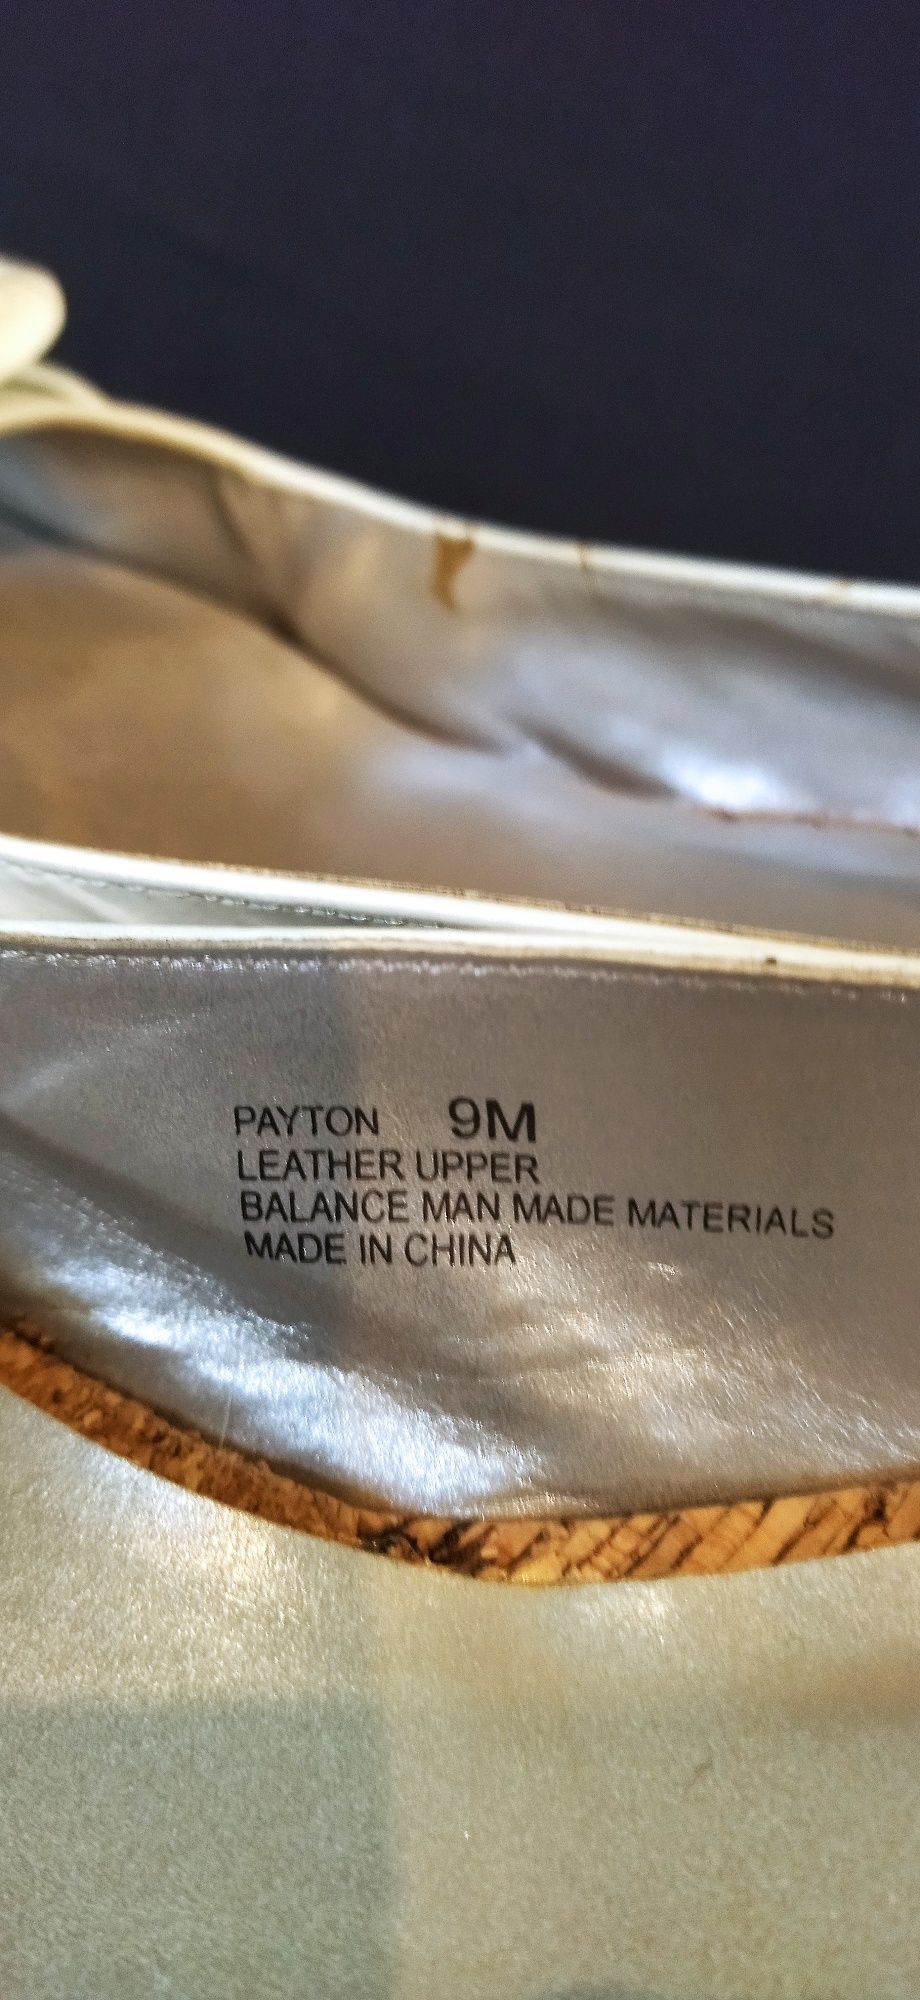 PAYTON 9M
LEATHER UPPER
BALANCE MAN MADE MATERIALS
MADE IN CHINA